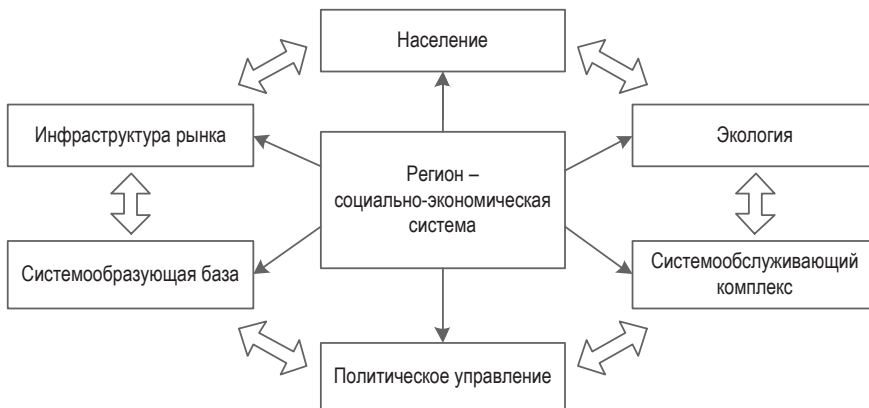 Население
Инфраструктура рынка
Экология
Регион –
социально-экономическая
система
Системообразующая база
Системообслуживающий
комплекс
Политическое управление